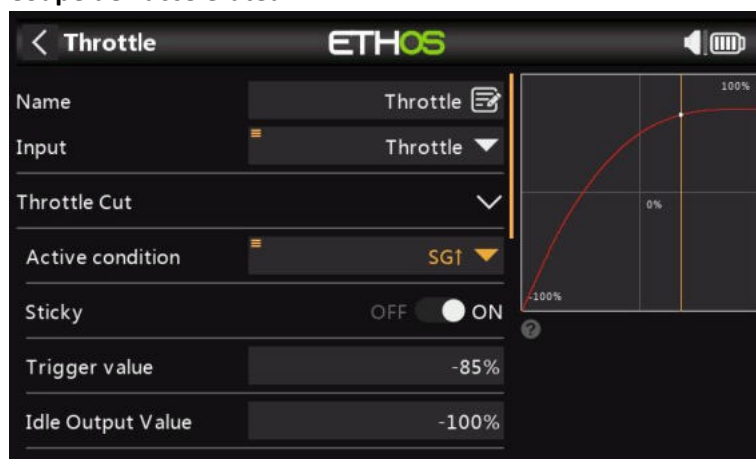 Throttle
ETHOS
Name
Throttle
Input
Throttle
Throttle Cut
Active condition
SG↑
Sticky
OFF ON
Trigger value
-85%
Idle Output Value
-100%
100%
0%
-100%
?